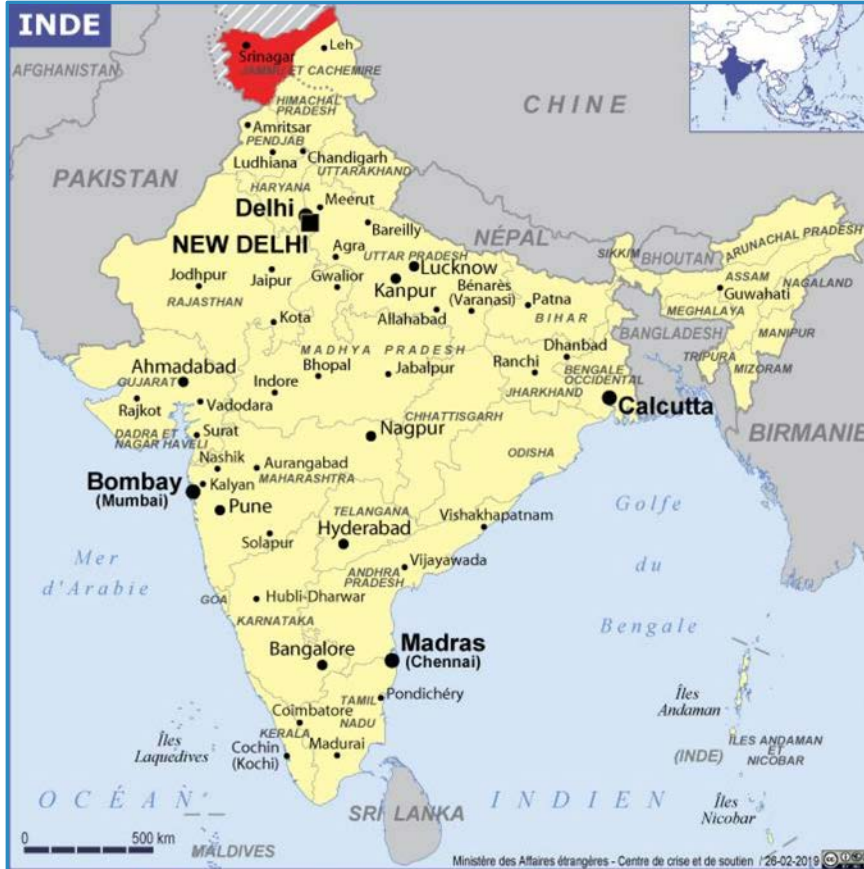 INDE
AFGHANISTAN
Srinagar
Leh
JAMMU ET CACHEMIRE
CHINE
HIMACHAL
PRADESH
Amritsar
PENDJAB
Ludhiana
Chandigarh
UTTARAKHAND
PAKISTAN
HARYANA
Delhi
Meerut
NEW DELHI
Bareilly
NÉPAL
Agra
UTTAR PRADESH
SIKKIM
BHOUTAN
ARUNACHAL PRADESH
Jodhpur
Jaipur
Gwalior
Lucknow
Kanpur
Bénarès
(Varanasi)
Patna
ASSAM
NAGALAND
Guwahati
RAJASTHAN
Kota
Allahabad
BIHAR
MEGHALAYA
MANIPUR
BANGLADESH
MADHYA PRADESH
Dhanbad
TRIPURA
MIZORAM
Ahmadabad
GUJARAT
Indore
Bhopal
Jabalpur
Ranchi
BENGALE
OCCIDENTAL
JHARKHAND
Rajkot
Vadodara
Calcutta
CHHATTISGARH
DADRA ET
NAGAR HAVELI
Surat
Nagpur
BIRMANIE
Nashik
Aurangabad
ODISHA
Bombay
(Mumbai)
Kalyan
MAHARASHTRA
Pune
TELANGANA
Vishakhapatnam
Golfe
du
Bengale
Solapur
Hyderabad
Mer
d'Arabie
Vijayawada
ANDHRA
PRADESH
GOA
Hubli-Dharwar
KARNATAKA
Bangalore
Madras
(Chennai)
Pondichéry
TAMIL
NADU
Îles
Andaman
Coimbatore
KERALA
Îles
Laquedives
Cochin
(Kochi)
Madurai
(INDE)
ÎLES ANDAMAN
ET
NICOBAR
OCÉAN INDIEN
SRI LANKA
Îles
Nicobar
0 500 km
MALDIVES
Ministère des Affaires étrangères - Centre de crise et de soutien / 26-02-2019